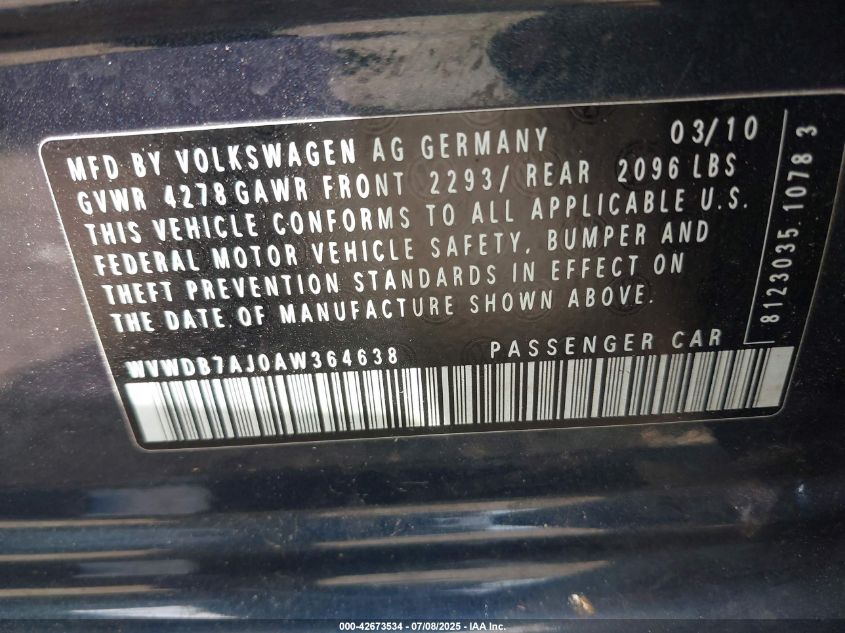 MFD BY VOLKSWAGEN AG GERMANY 03/10
GVWR 4278 GAWR FRONT 2293/ REAR 2096 LBS
THIS VEHICLE CONFORMS TO ALL APPLICABLE U.S.
FEDERAL MOTOR VEHICLE SAFETY, BUMPER AND
THEFT PREVENTION STANDARDS IN EFFECT ON
THE DATE OF MANUFACTURE SHOWN ABOVE.
WVWDB7AJ0AW364638 PASSENGER CAR
8123035.1078 3
000-42673534 - 07/08/2025 - IAA Inc.